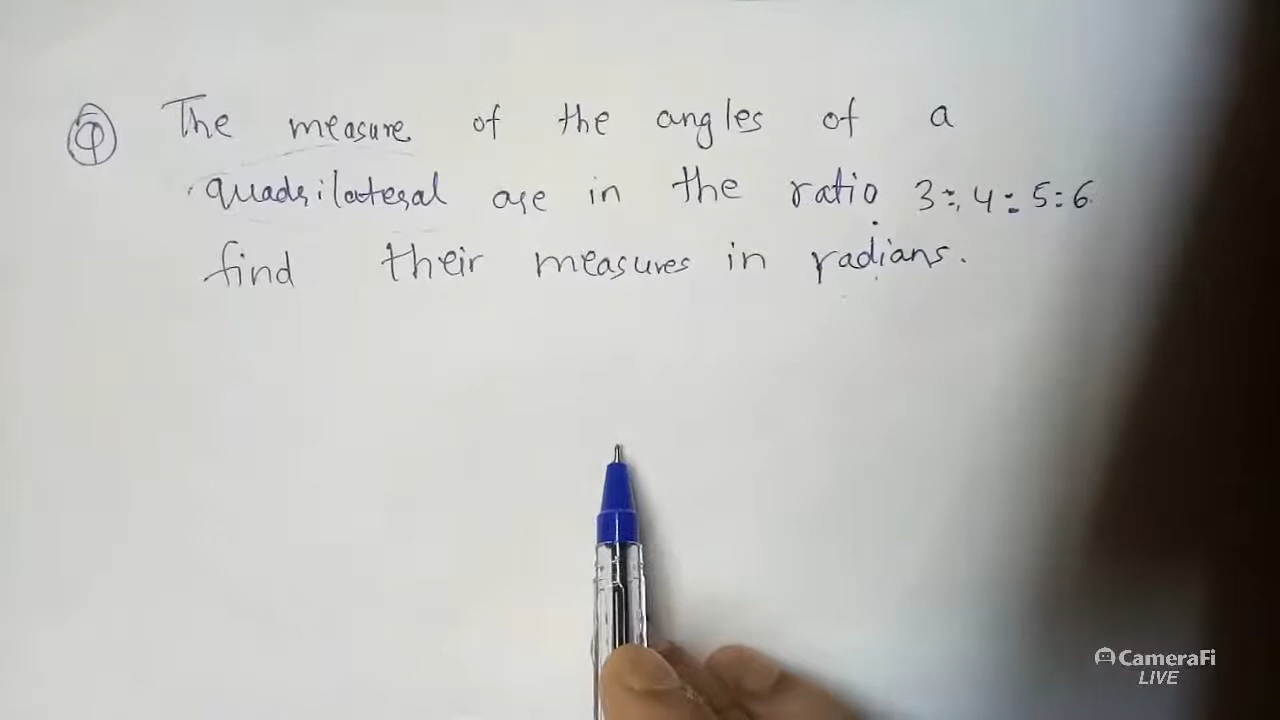 Q The measure of the angles of a
quadrilateral are in the ratio 3:4:5:6
find their measures in radians.
CameraFi
LIVE